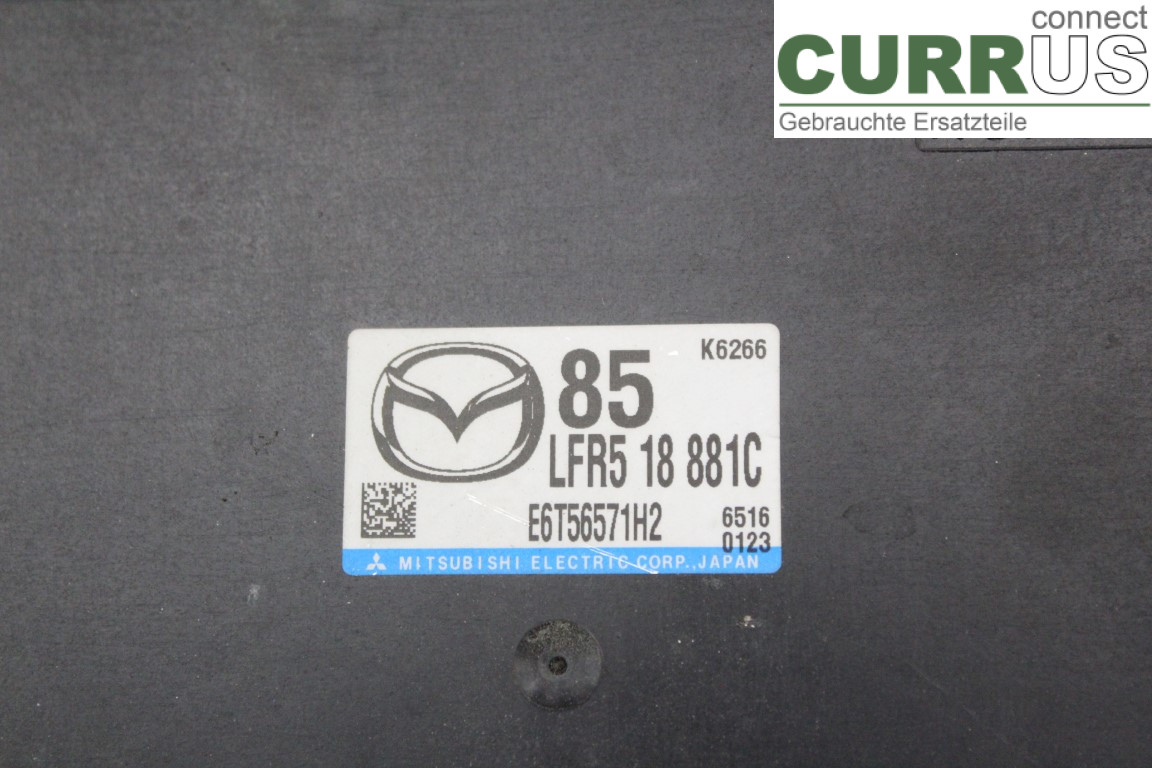 connect
CURRUS
Gebrauchte Ersatzteile
K6266
85
LFR5 18 881C
E6T56571H2
6516
0123
MITSUBISHI ELECTRIC CORP., JAPAN